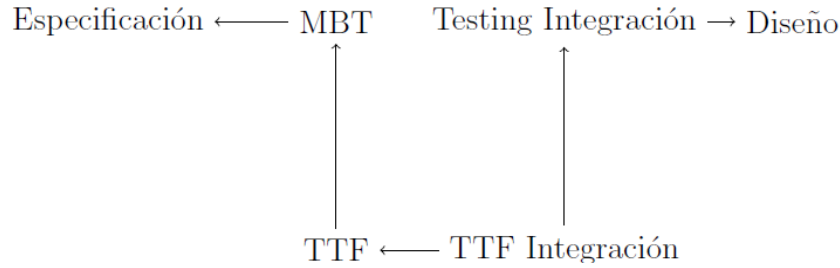 Especificación MBT Testing Integración Diseño
TTF TTF Integración